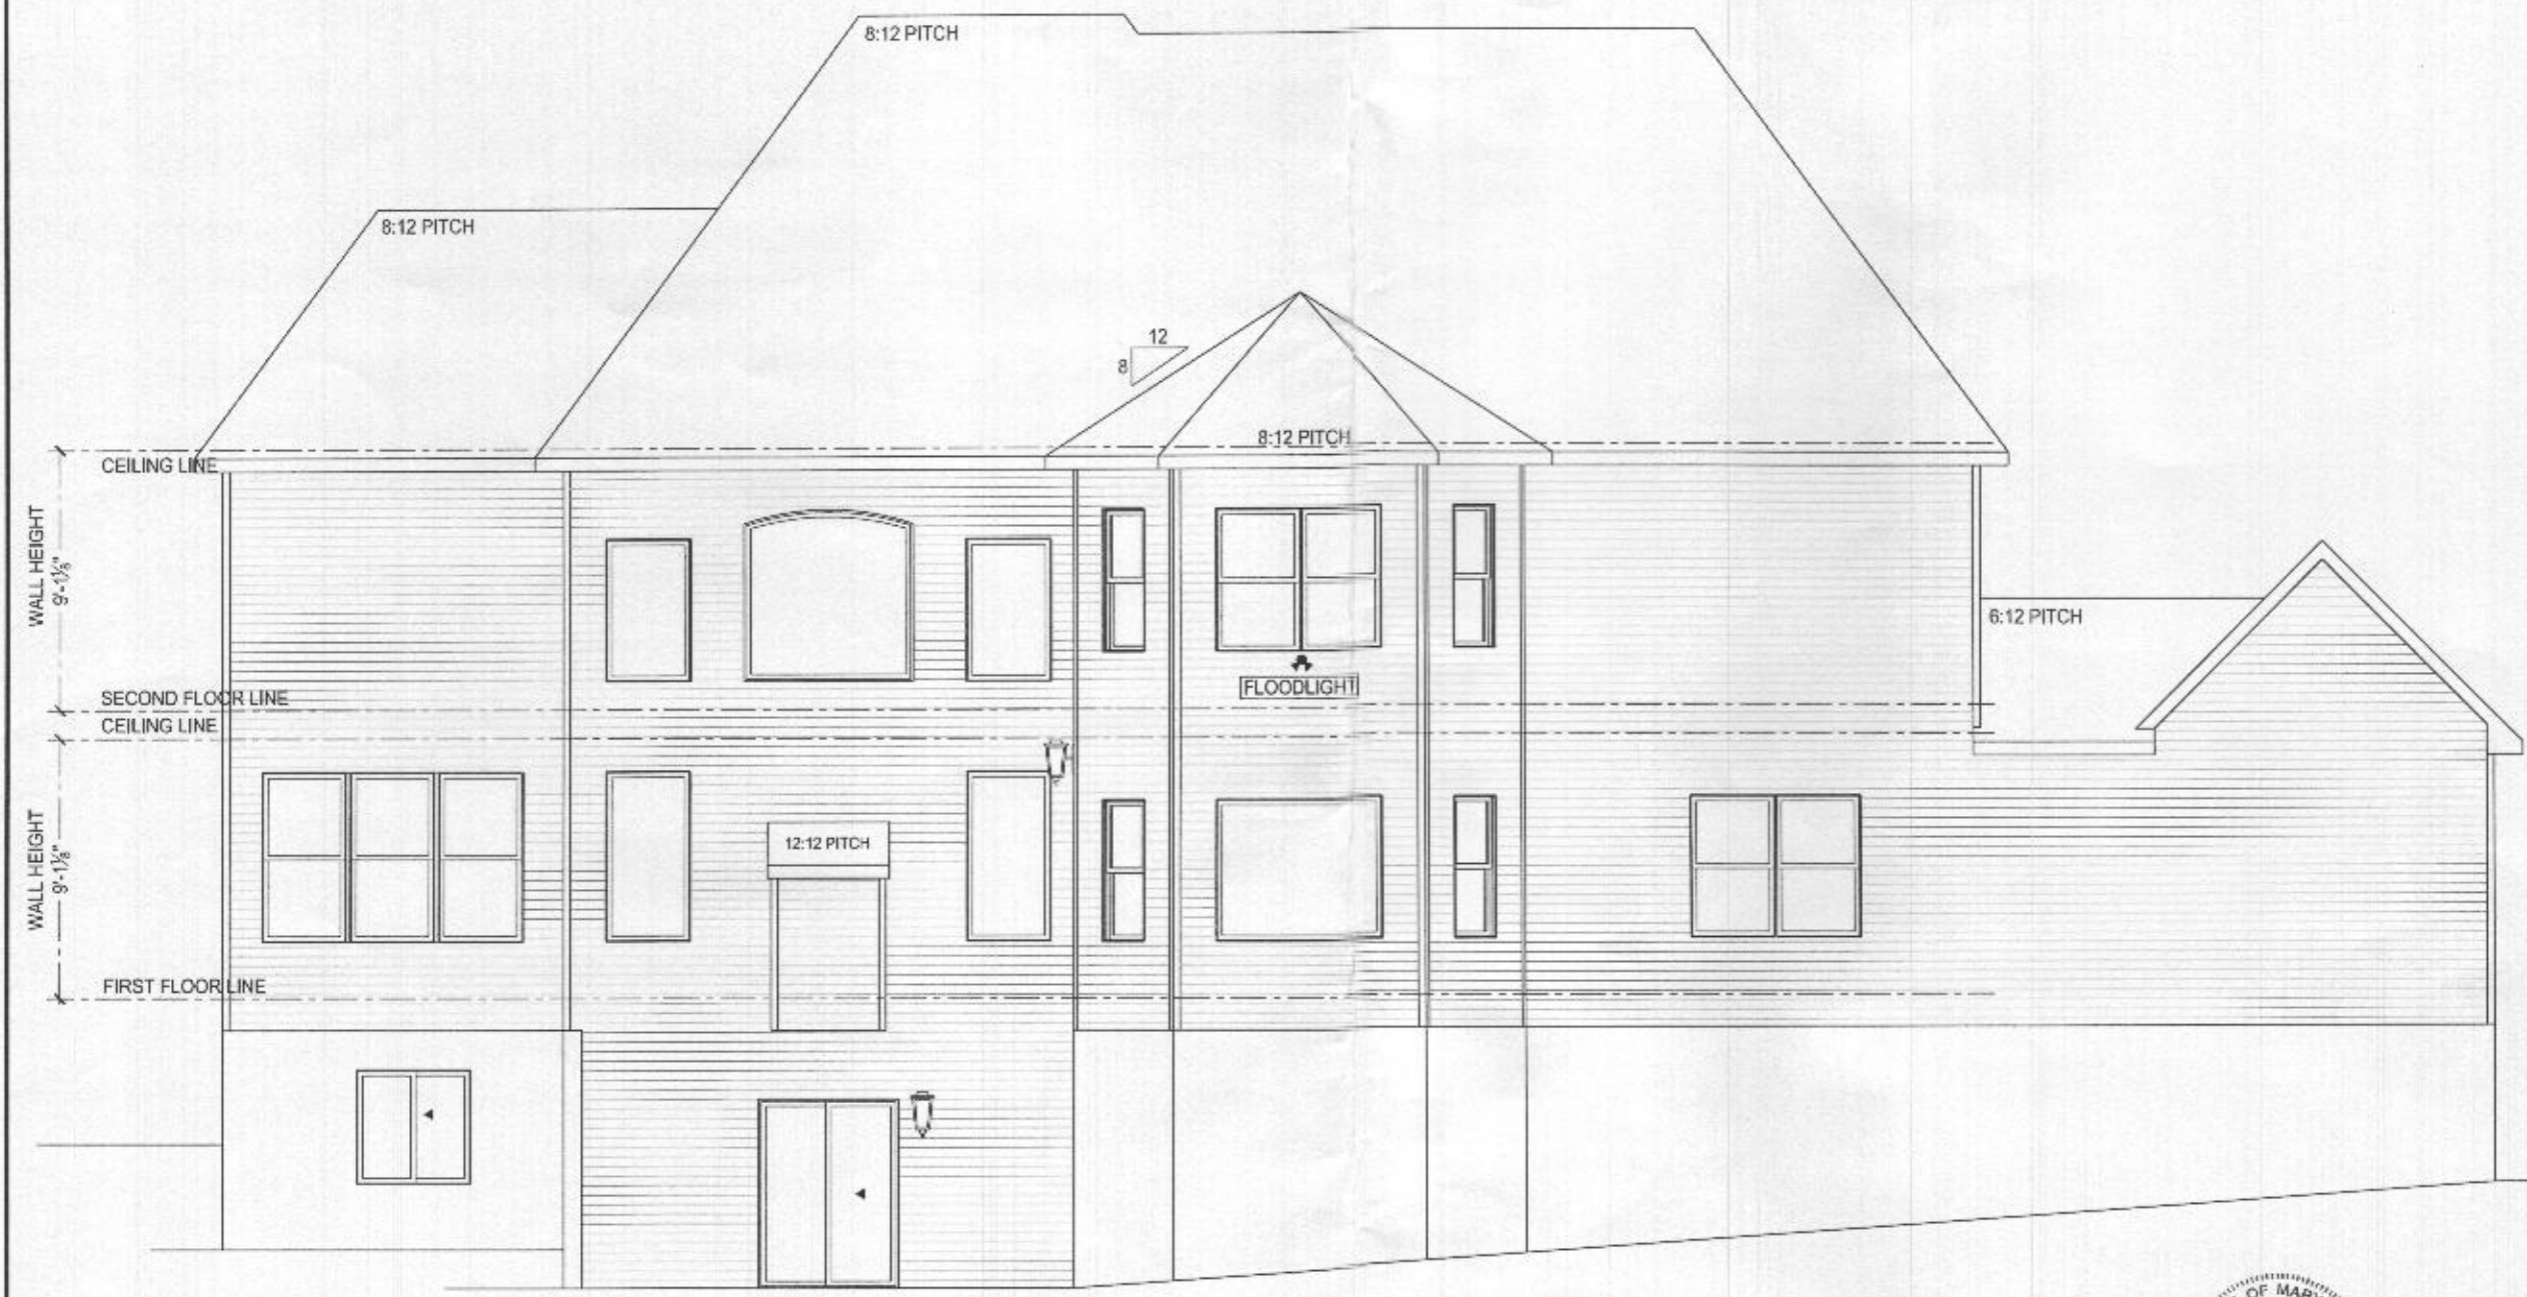 8:12 PITCH
8:12 PITCH
12
8
8:12 PITCH
CEILING LINE
WALL HEIGHT
9'-1⅛"
6:12 PITCH
FLOODLIGHT
SECOND FLOOR LINE
CEILING LINE
WALL HEIGHT
9'-1⅛"
12:12 PITCH
FIRST FLOOR LINE
OF MARY